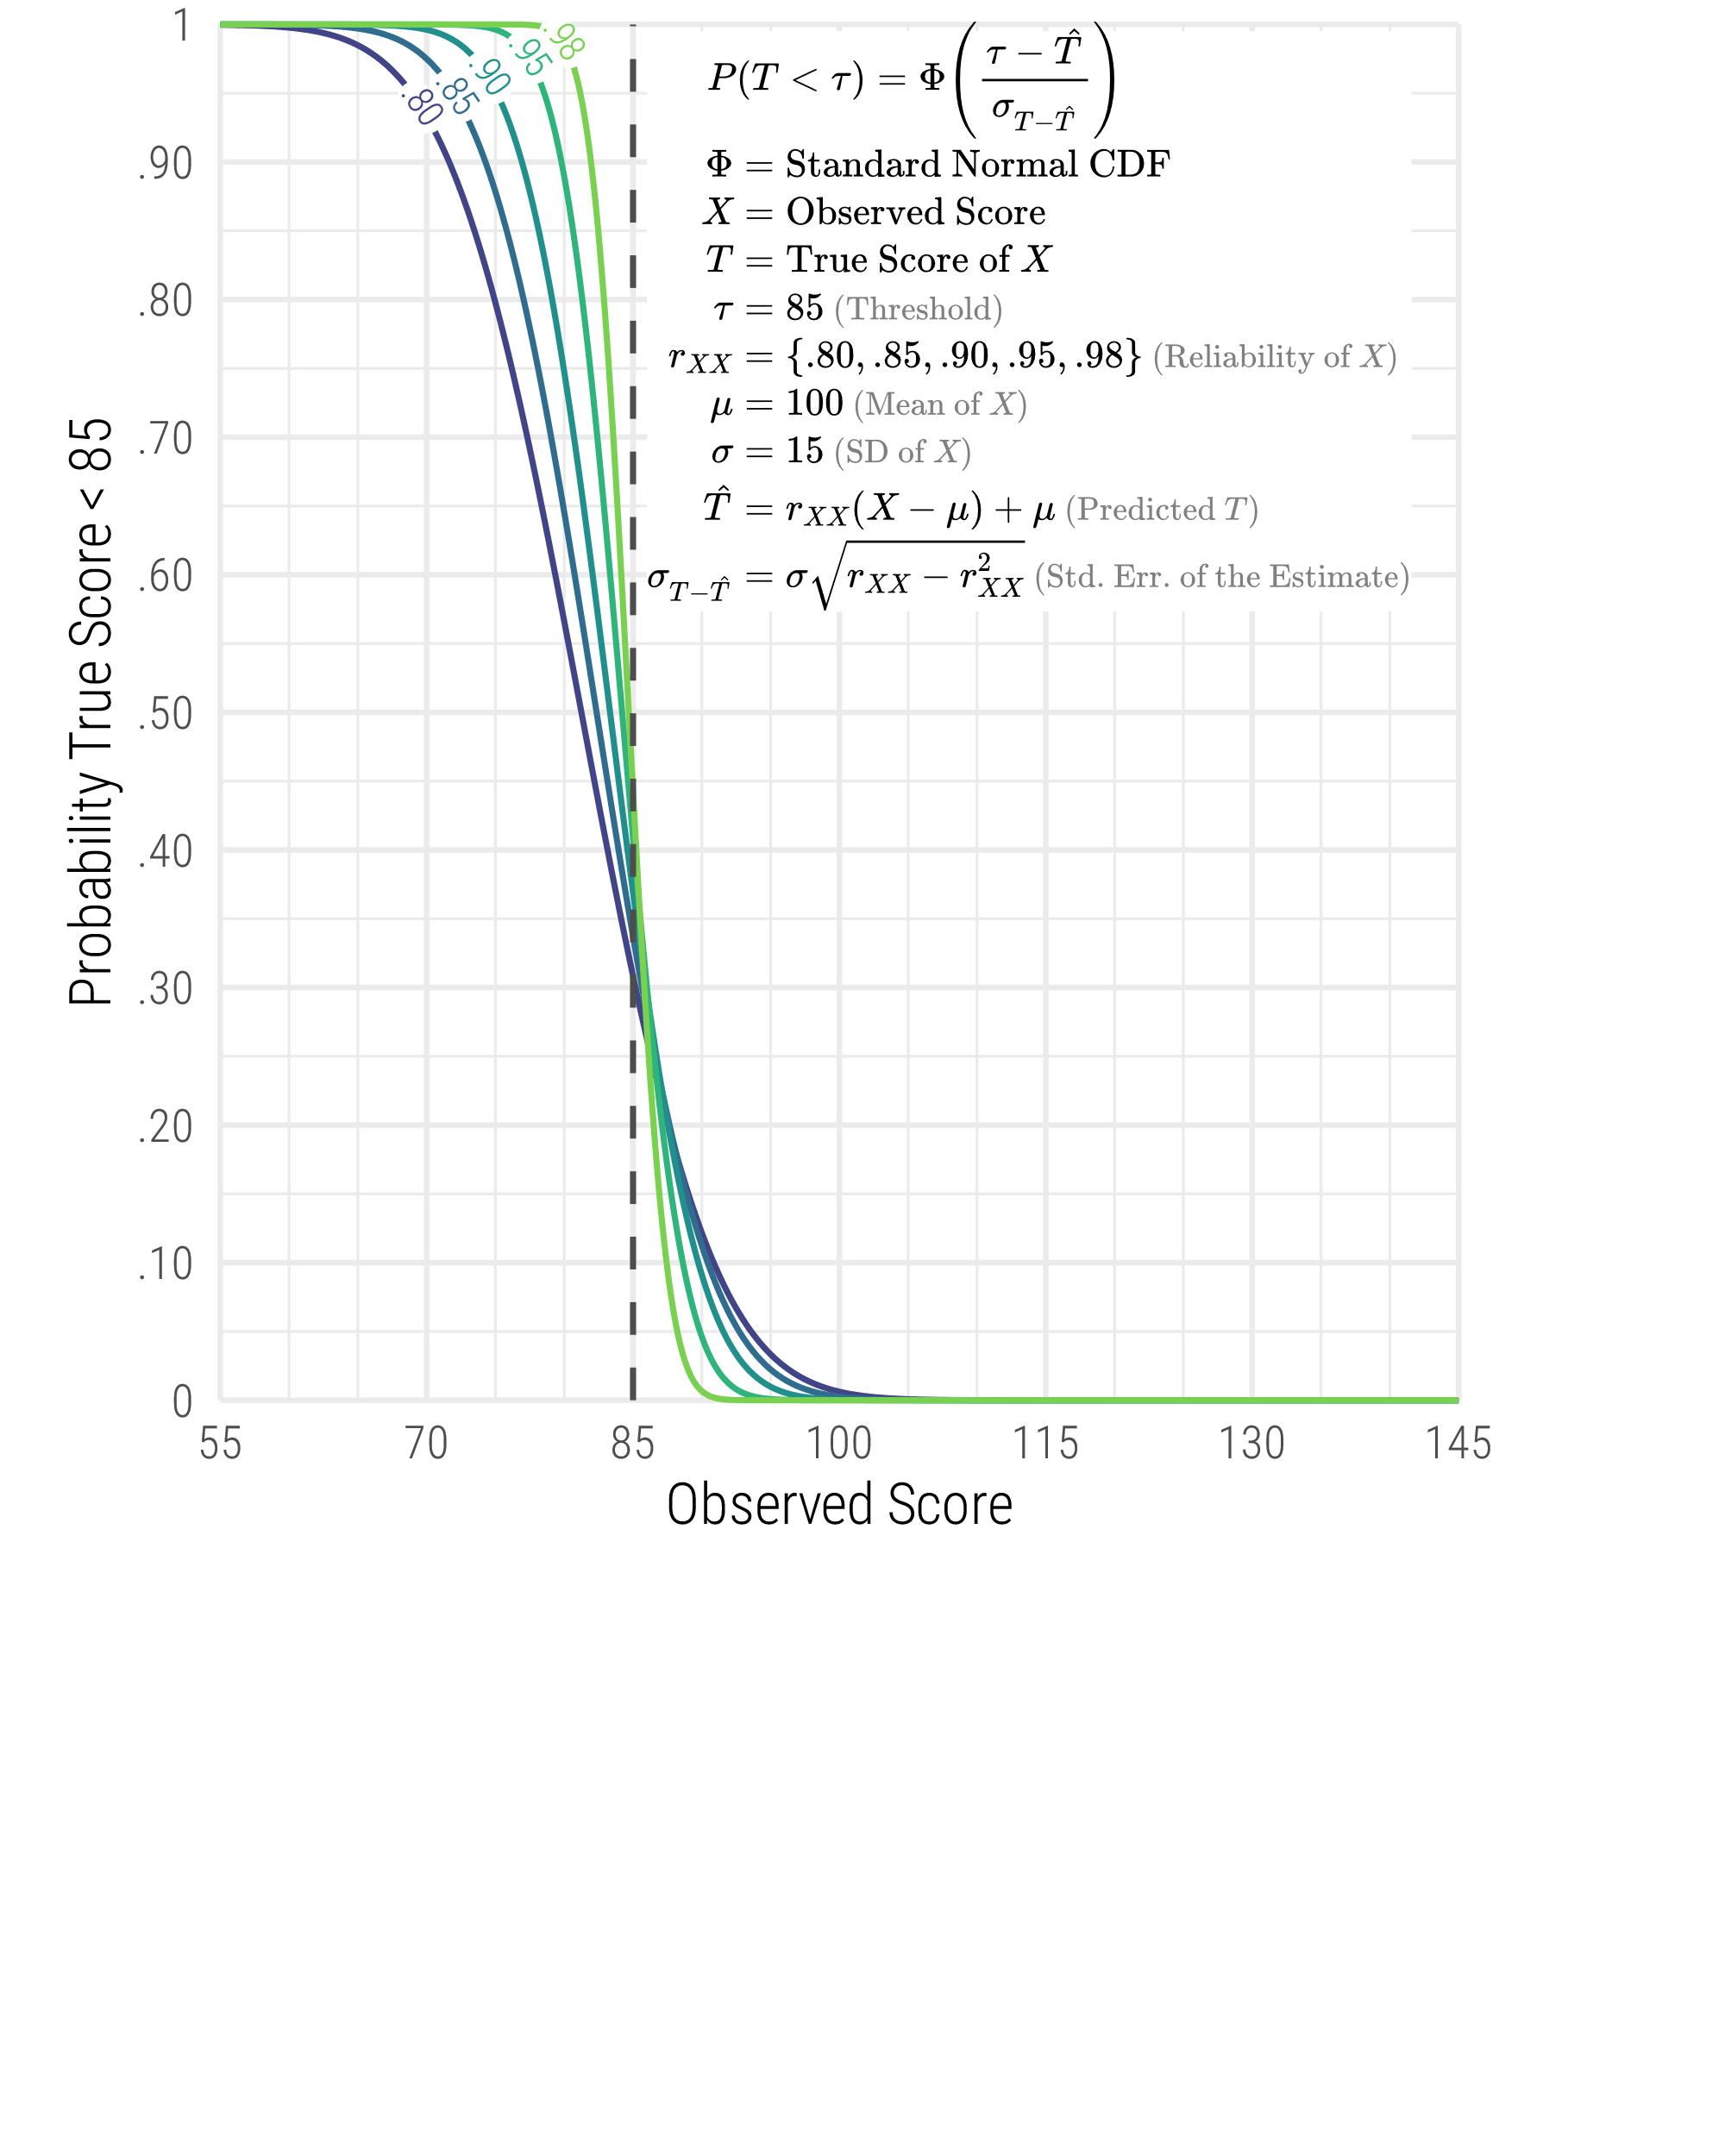 1
.90
.80
.70
.60
.50
.40
.30
.20
.10
0
Probability True Score < 85
.80
.85
.90
.95
.98
P(T < τ) = Φ((τ − T̂) / σ_{T−T̂})
Φ = Standard Normal CDF
X = Observed Score
T = True Score of X
τ = 85 (Threshold)
r_{XX} = {.80, .85, .90, .95, .98} (Reliability of X)
μ = 100 (Mean of X)
σ = 15 (SD of X)
T̂ = r_{XX}(X − μ) + μ (Predicted T)
σ_{T−T̂} = σ√(r_{XX} − r²_{XX}) (Std. Err. of the Estimate)
55 70 85 100 115 130 145
Observed Score